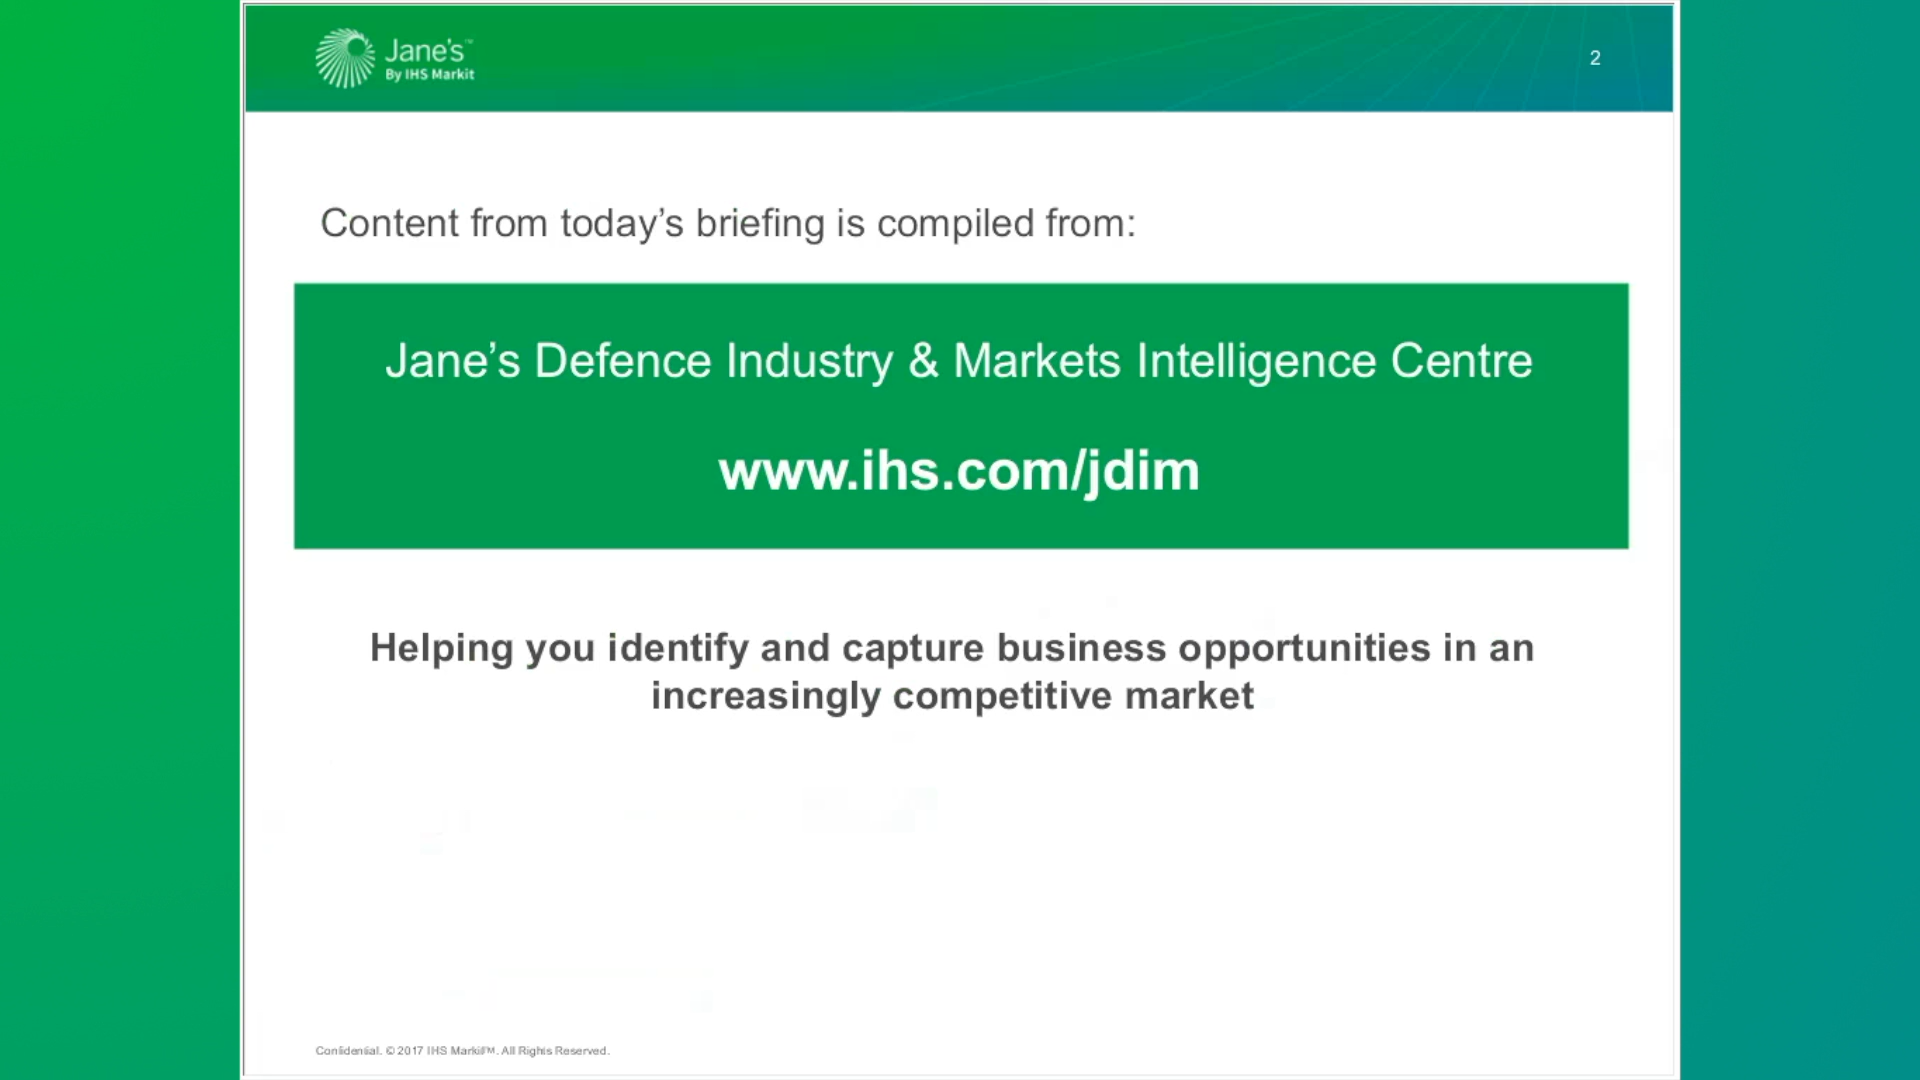 Jane's™
By IHS Markit
2
Content from today's briefing is compiled from:
Jane's Defence Industry & Markets Intelligence Centre
www.ihs.com/jdim
Helping you identify and capture business opportunities in an
increasingly competitive market
Confidential. © 2017 IHS Markit™. All Rights Reserved.